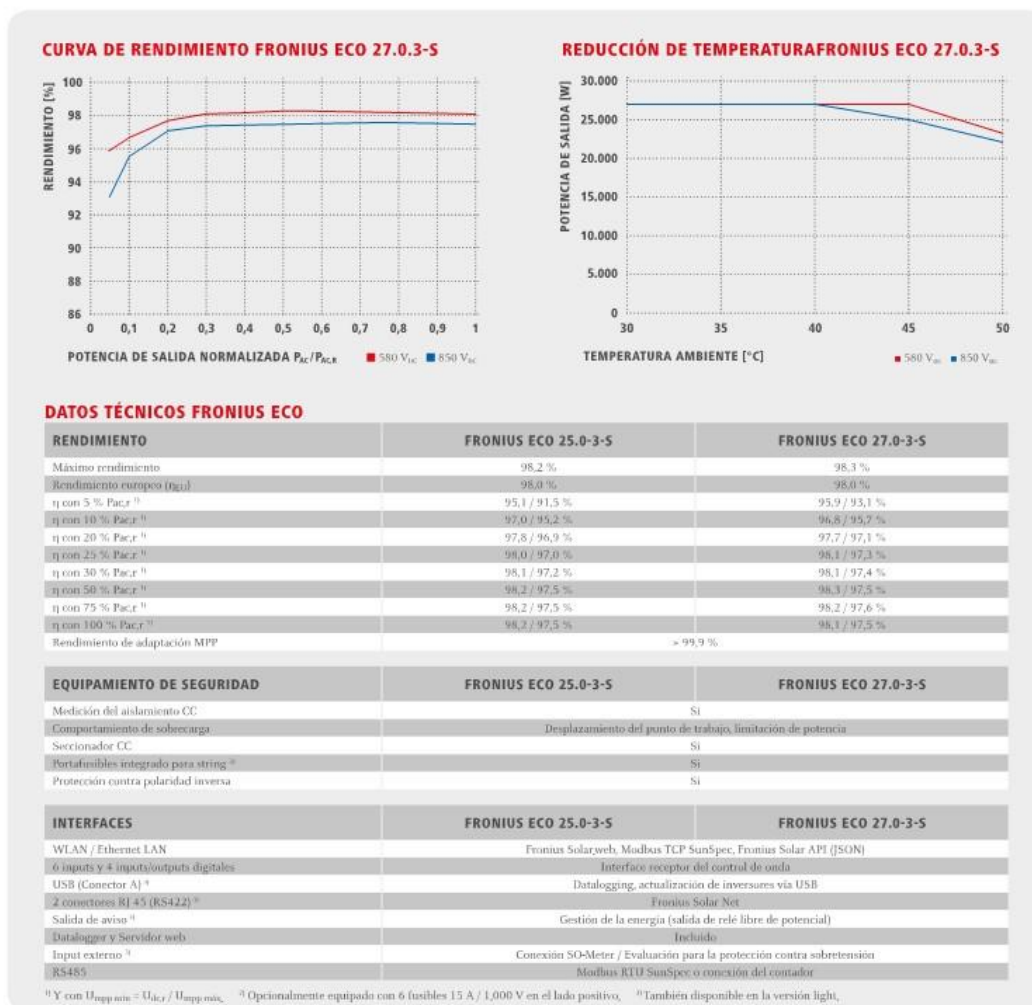 CURVA DE RENDIMIENTO FRONIUS ECO 27.0.3-S
RENDIMIENTO [%]
100
98
96
94
92
90
88
86
0 0,1 0,2 0,3 0,4 0,5 0,6 0,7 0,8 0,9 1
POTENCIA DE SALIDA NORMALIZADA PAC/PAC,R 580 VDC 850 VDC
REDUCCIÓN DE TEMPERATURAFRONIUS ECO 27.0.3-S
POTENCIA DE SALIDA [W]
30.000
25.000
20.000
15.000
10.000
5.000
0
30 35 40 45 50
TEMPERATURA AMBIENTE [°C] 580 VDC 850 VDC
DATOS TÉCNICOS FRONIUS ECO
RENDIMIENTO FRONIUS ECO 25.0-3-S FRONIUS ECO 27.0-3-S
Máximo rendimiento 98,2 % 98,3 %
Rendimiento europeo (ηEU) 98,0 % 98,0 %
η con 5 % Pac,r ¹⁾ 95,1 / 91,5 % 95,9 / 93,1 %
η con 10 % Pac,r ¹⁾ 97,0 / 95,2 % 96,8 / 95,7 %
η con 20 % Pac,r ¹⁾ 97,8 / 96,9 % 97,7 / 97,1 %
η con 25 % Pac,r ¹⁾ 98,0 / 97,0 % 98,1 / 97,3 %
η con 30 % Pac,r ¹⁾ 98,1 / 97,2 % 98,1 / 97,4 %
η con 50 % Pac,r ¹⁾ 98,2 / 97,5 % 98,3 / 97,5 %
η con 75 % Pac,r ¹⁾ 98,2 / 97,5 % 98,2 / 97,6 %
η con 100 % Pac,r ¹⁾ 98,2 / 97,5 % 98,1 / 97,5 %
Rendimiento de adaptación MPP > 99,9 %
EQUIPAMIENTO DE SEGURIDAD FRONIUS ECO 25.0-3-S FRONIUS ECO 27.0-3-S
Medición del aislamiento CC Si
Comportamiento de sobrecarga Desplazamiento del punto de trabajo, limitación de potencia
Seccionador CC Si
Portafusibles integrado para string ²⁾ Si
Protección contra polaridad inversa Si
INTERFACES FRONIUS ECO 25.0-3-S FRONIUS ECO 27.0-3-S
WLAN / Ethernet LAN Fronius Solar.web, Modbus TCP SunSpec, Fronius Solar API (JSON)
6 inputs y 4 inputs/outputs digitales Interface receptor del control de onda
USB (Conector A) ³⁾ Datalogging, actualización de inversores vía USB
2 conectores RJ 45 (RS422) ³⁾ Fronius Solar Net
Salida de aviso ³⁾ Gestión de la energía (salida de relé libre de potencial)
Datalogger y Servidor web Incluido
Input externo ³⁾ Conexión SO-Meter / Evaluación para la protección contra sobretensión
RS485 Modbus RTU SunSpec o conexión del contador
¹⁾ Y con Umpp min = Udc,r / Umpp máx, ²⁾ Opcionalmente equipado con 6 fusibles 15 A / 1,000 V en el lado positivo, ³⁾ También disponible en la versión light,